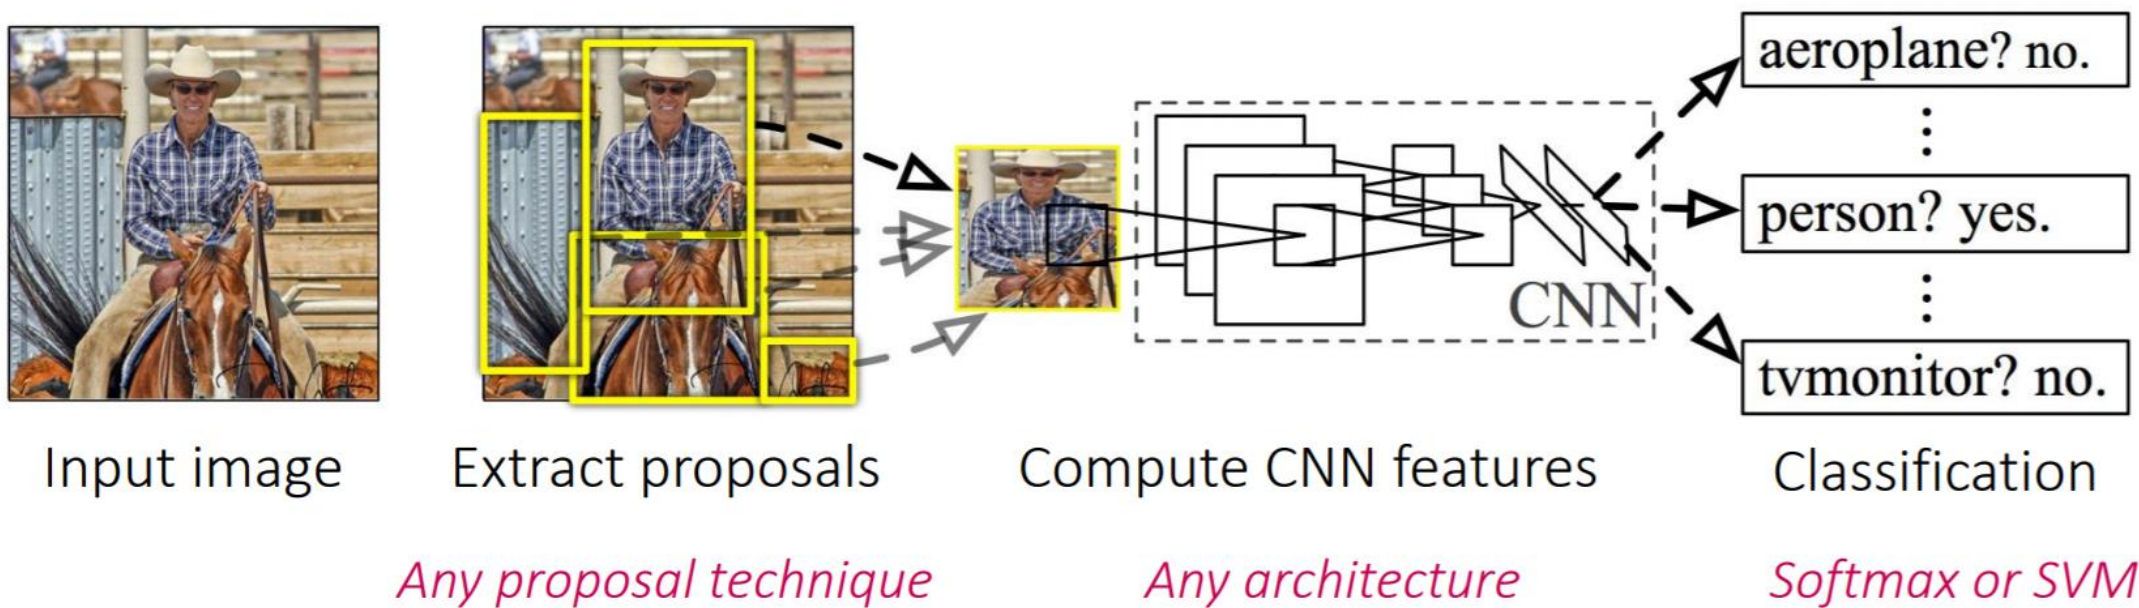 aeroplane? no.
person? yes.
CNN
tvmonitor? no.
Input image
Extract proposals
Compute CNN features
Classification
Any proposal technique
Any architecture
Softmax or SVM